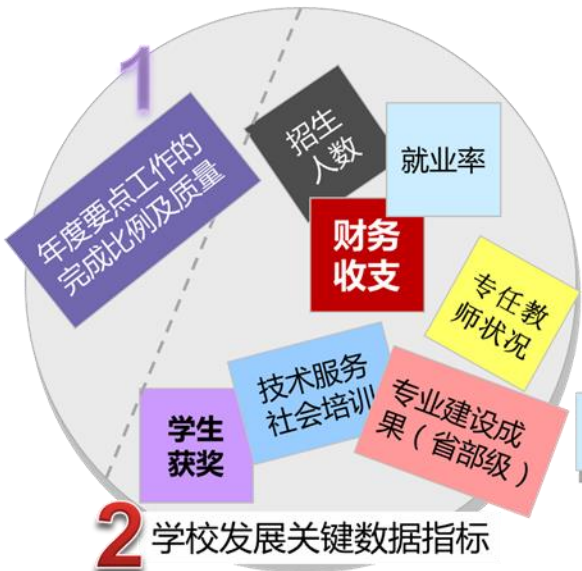 1
年度要点工作的
完成比例及质量
招生
人数
就业率
财务
收支
专任教
师状况
技术服务
社会培训
专业建设成
果（省部级）
学生
获奖
2 学校发展关键数据指标